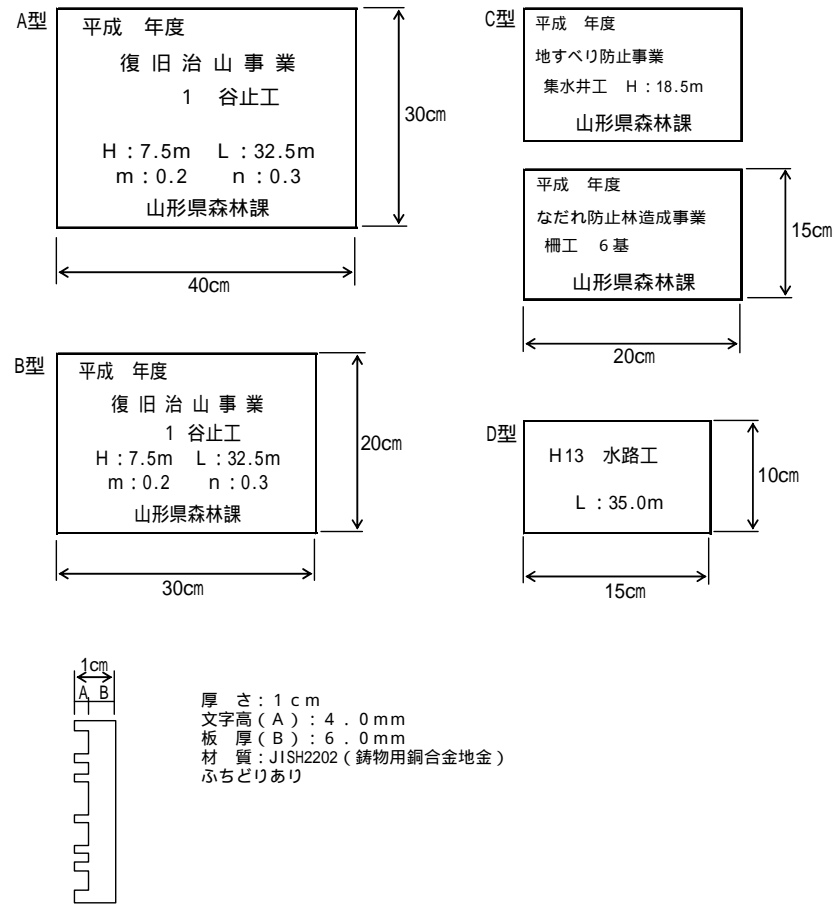 A型
平成　年度
復 旧 治 山 事 業
1　谷止工
H：7.5m　L：32.5m
m：0.2　n：0.3
山形県森林課
30㎝
40㎝
B型
平成　年度
復 旧 治 山 事 業
1　谷止工
H：7.5m　L：32.5m
m：0.2　n：0.3
山形県森林課
20㎝
30㎝
C型
平成　年度
地すべり防止事業
集水井工　H：18.5m
山形県森林課
平成　年度
なだれ防止林造成事業
柵工　6基
山形県森林課
15㎝
20㎝
D型
H13　水路工
L：35.0m
10㎝
15㎝
1㎝
A B
厚　さ：１ｃｍ
文字高（Ａ）：４．０ｍｍ
板　厚（Ｂ）：６．０ｍｍ
材　質：JISH2202（鋳物用銅合金地金）
ふちどりあり